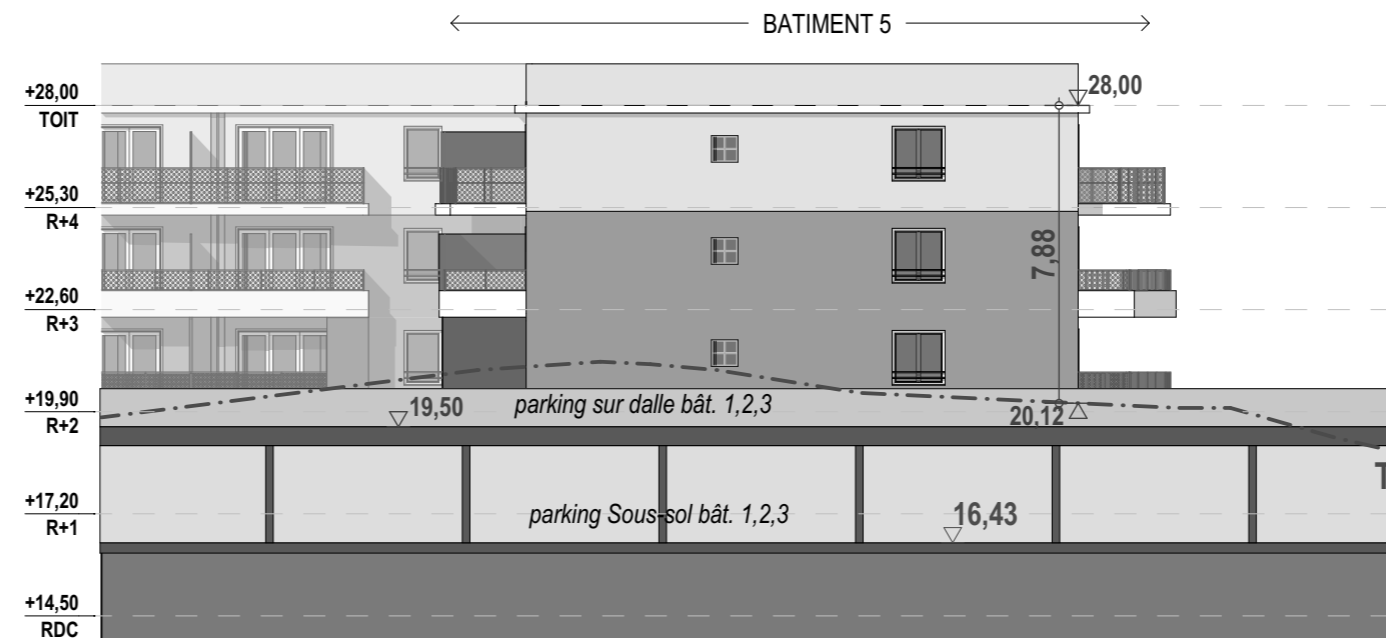 BATIMENT 5
+28,00
TOIT
28,00
+25,30
R+4
7,88
+22,60
R+3
+19,90
R+2
19,50
parking sur dalle bât. 1,2,3
20,12
T
+17,20
R+1
parking Sous-sol bât. 1,2,3
16,43
+14,50
RDC